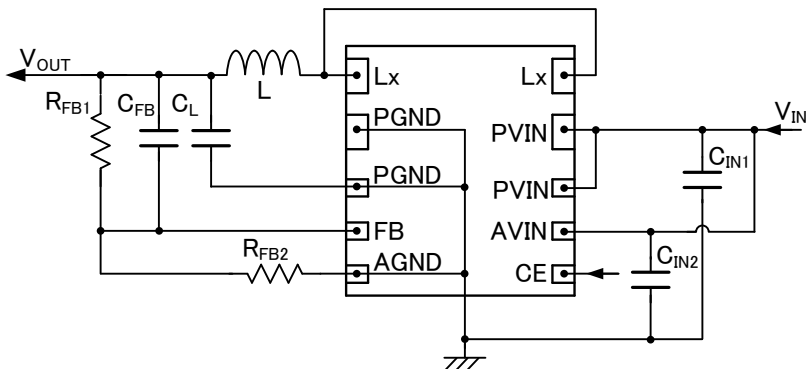 VOUT
L
RFB1
CFB
CL
Lx
Lx
PGND
PVIN
VIN
CIN1
PGND
PVIN
FB
AVIN
RFB2
AGND
CE
CIN2